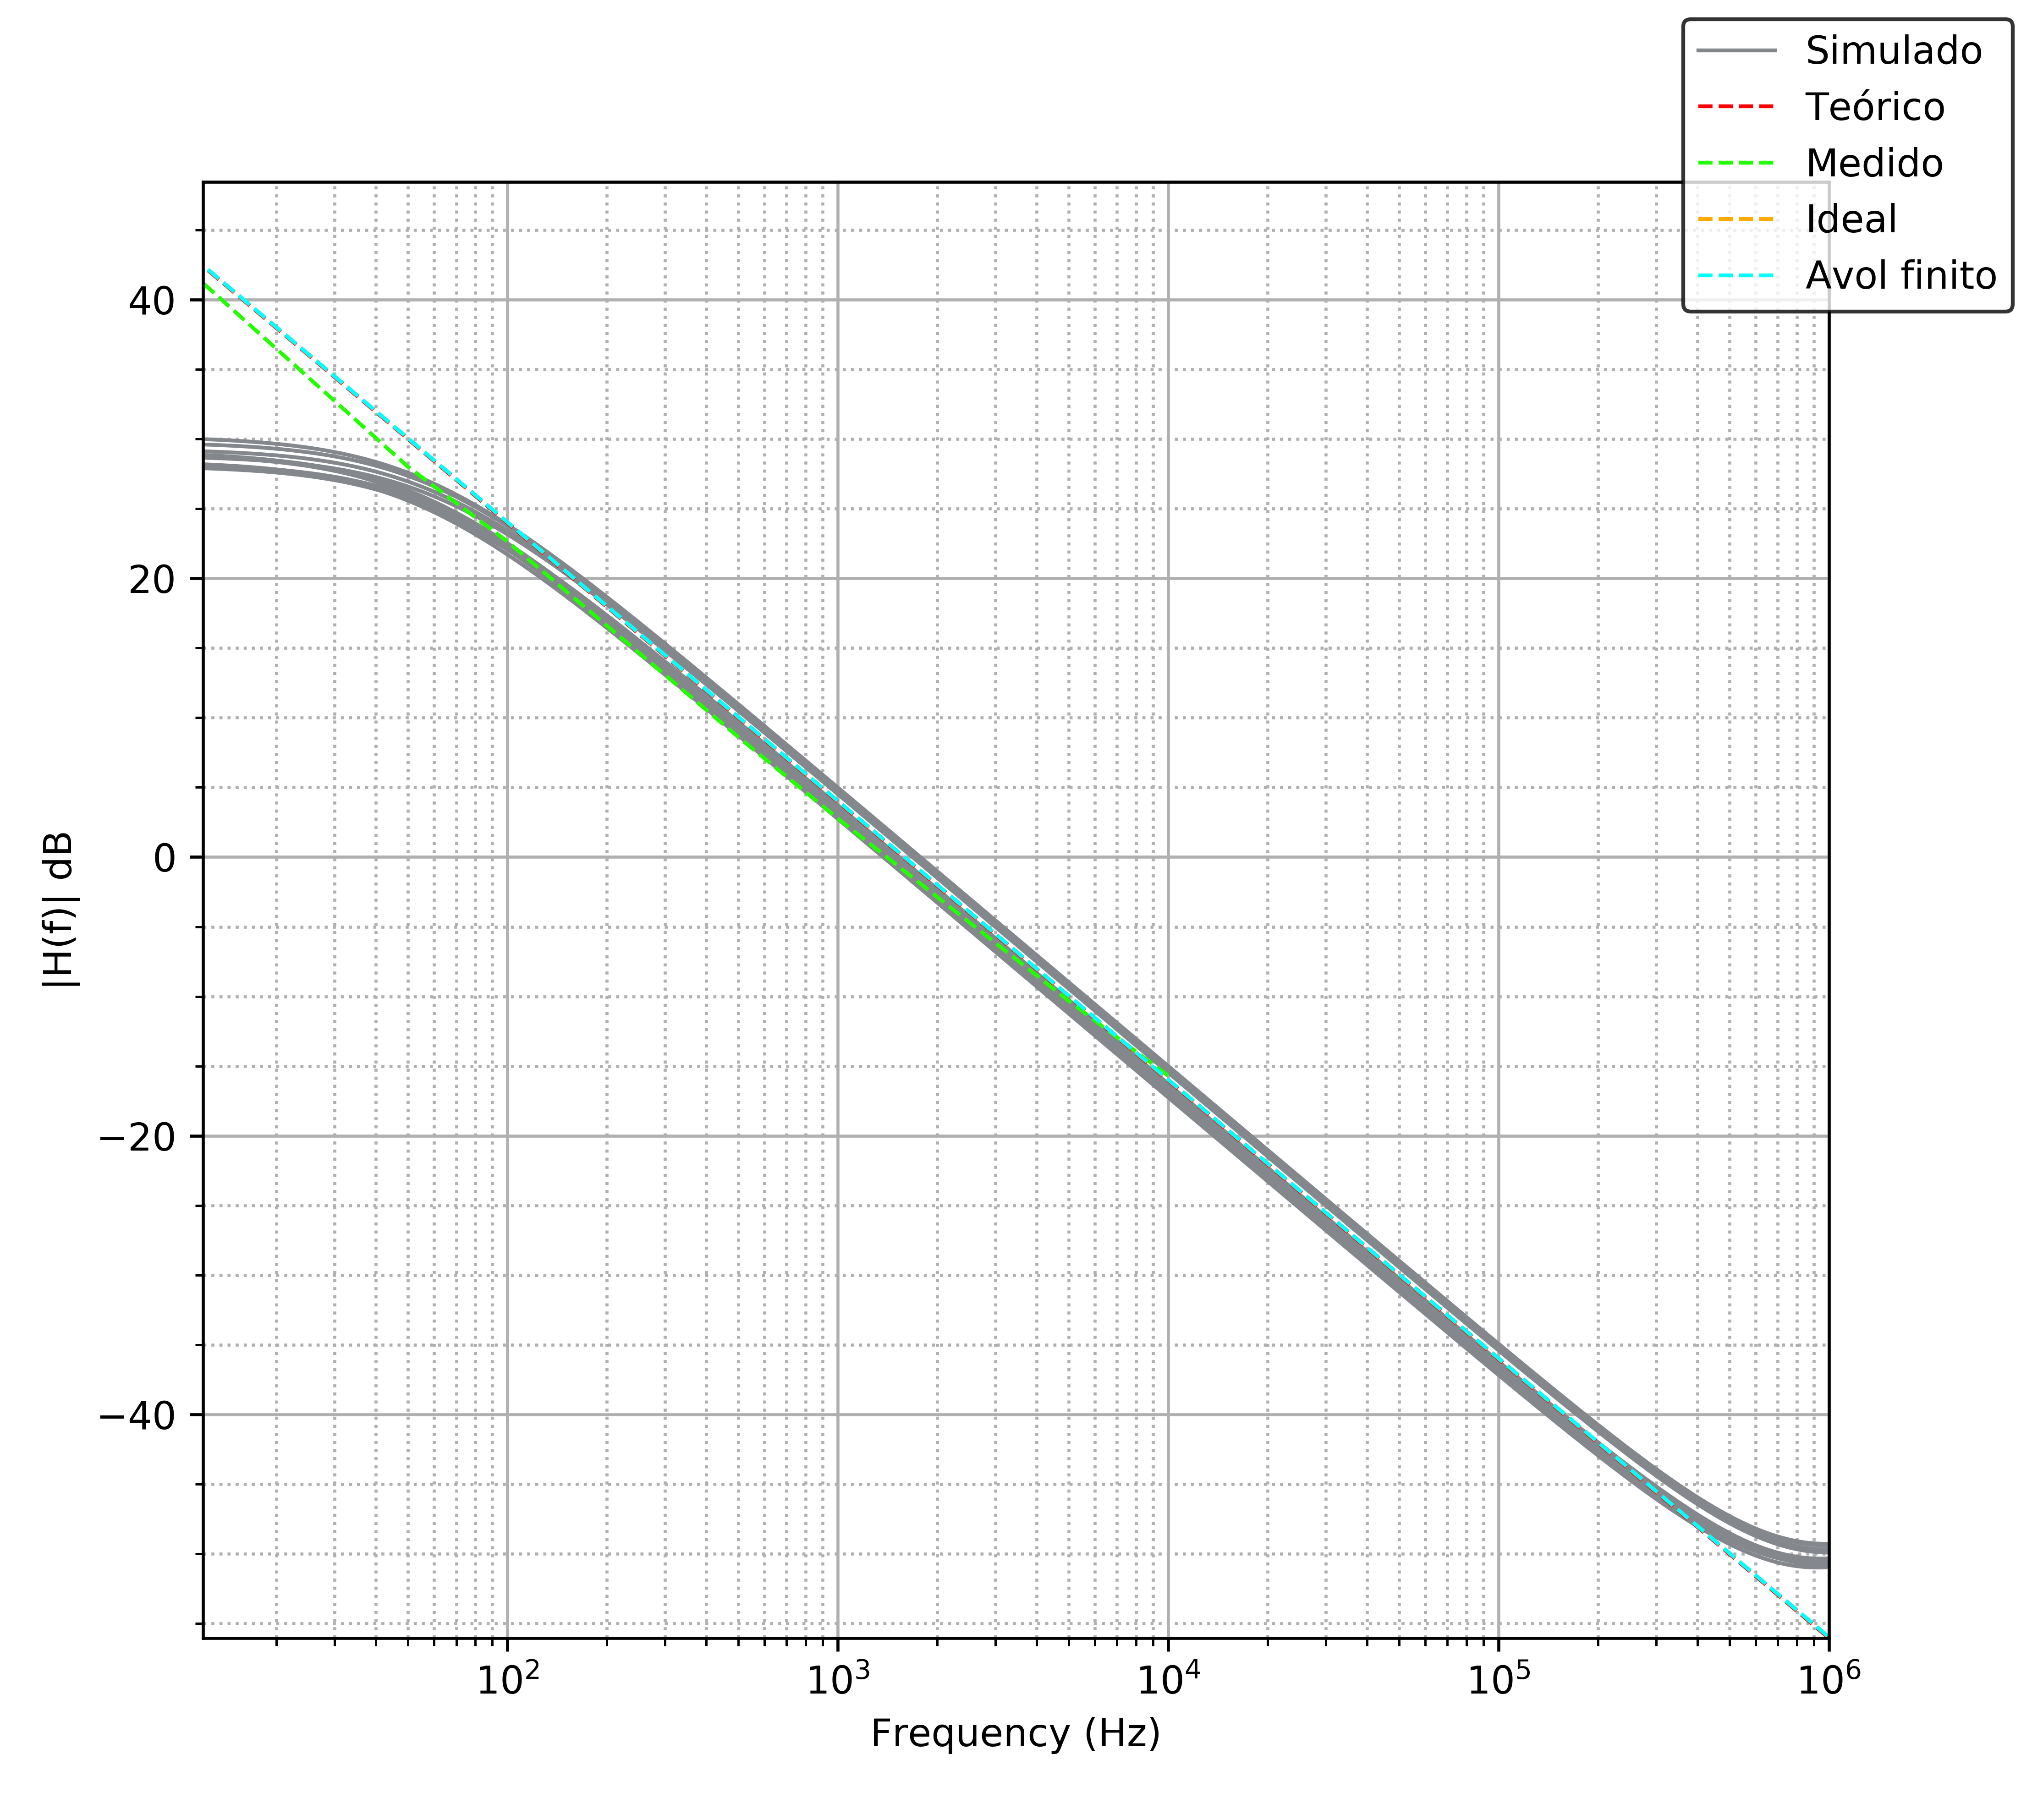 Simulado
Teórico
Medido
Ideal
Avol finito
40
20
0
−20
−40
|H(f)| dB
10²
10³
10⁴
10⁵
10⁶
Frequency (Hz)